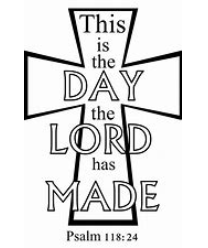 This
is the
DAY
the
LORD
has
MADE
Psalm 118:24